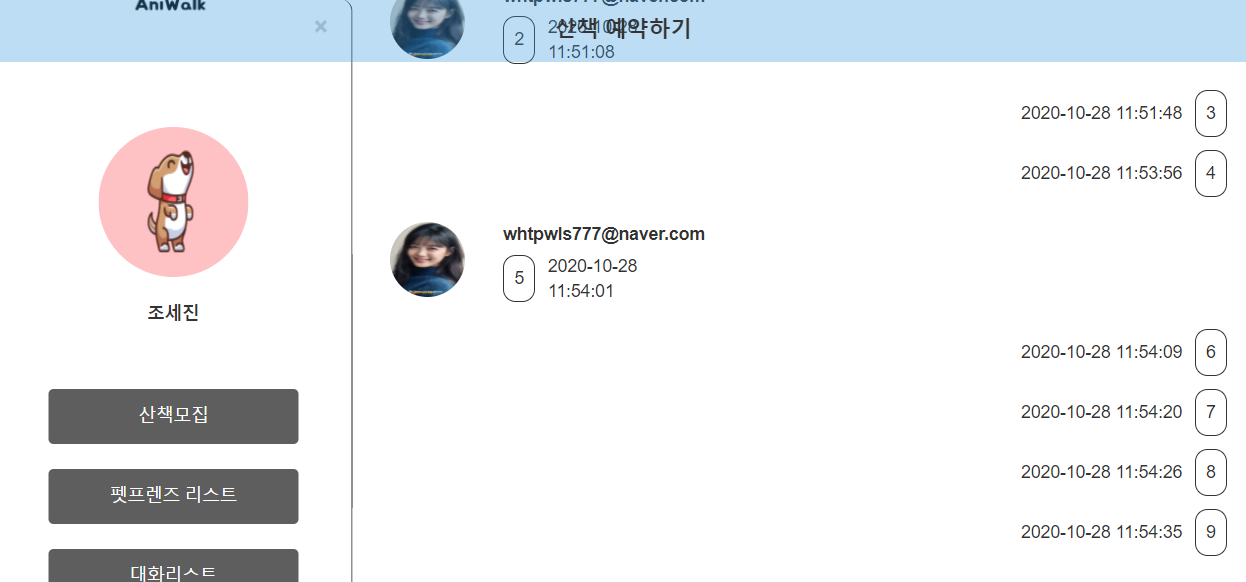 AniWalk
×
조세진
산책모집
펫프렌즈 리스트
대화리스트
산책 예약하기
whtpwls777@naver.com
2
2020-10-28
11:51:08
2020-10-28 11:51:48 3
2020-10-28 11:53:56 4
whtpwls777@naver.com
5
2020-10-28
11:54:01
2020-10-28 11:54:09 6
2020-10-28 11:54:20 7
2020-10-28 11:54:26 8
2020-10-28 11:54:35 9